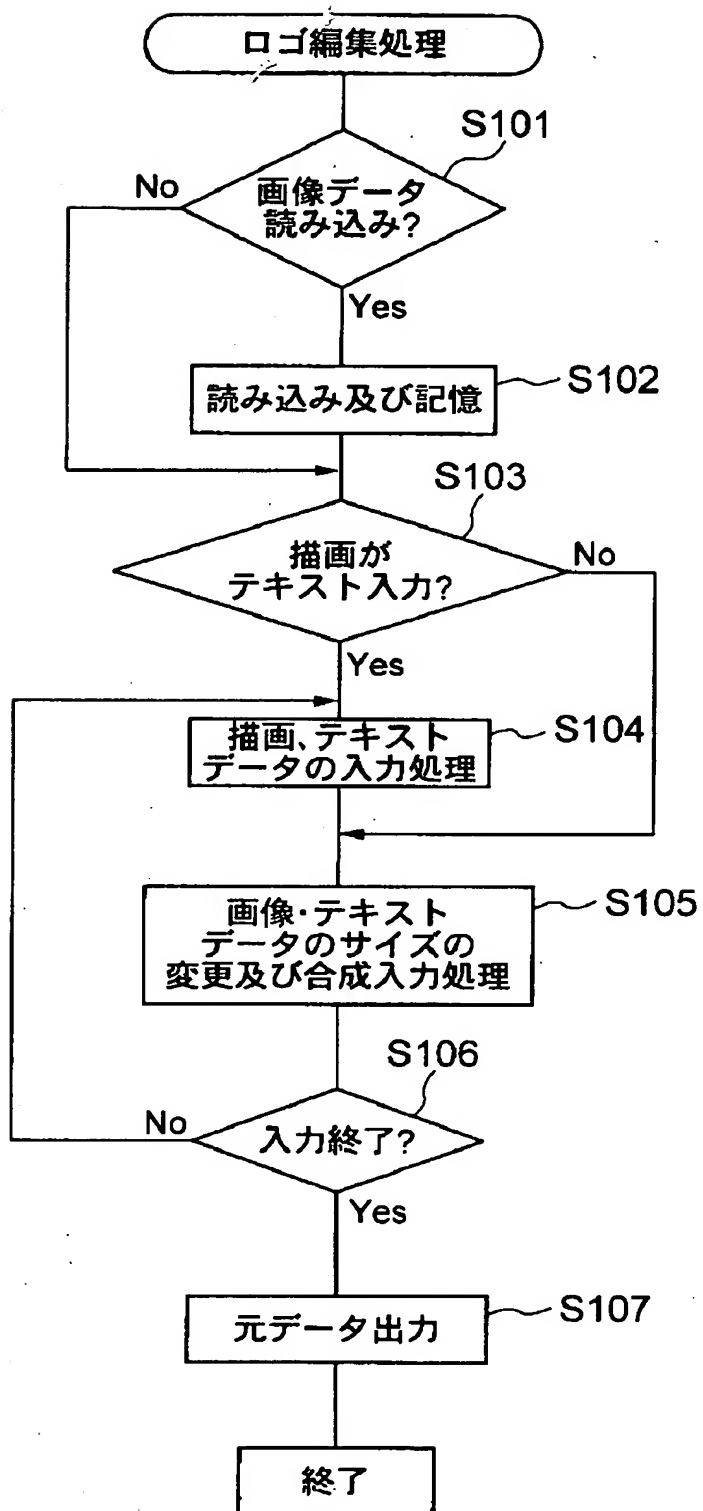 ロゴ編集処理
S101
No
画像データ
読み込み?
Yes
読み込み及び記憶
S102
S103
描画が
テキスト入力?
No
Yes
描画、テキスト
データの入力処理
S104
画像・テキスト
データのサイズの
変更及び合成入力処理
S105
S106
No
入力終了?
Yes
元データ出力
S107
終了